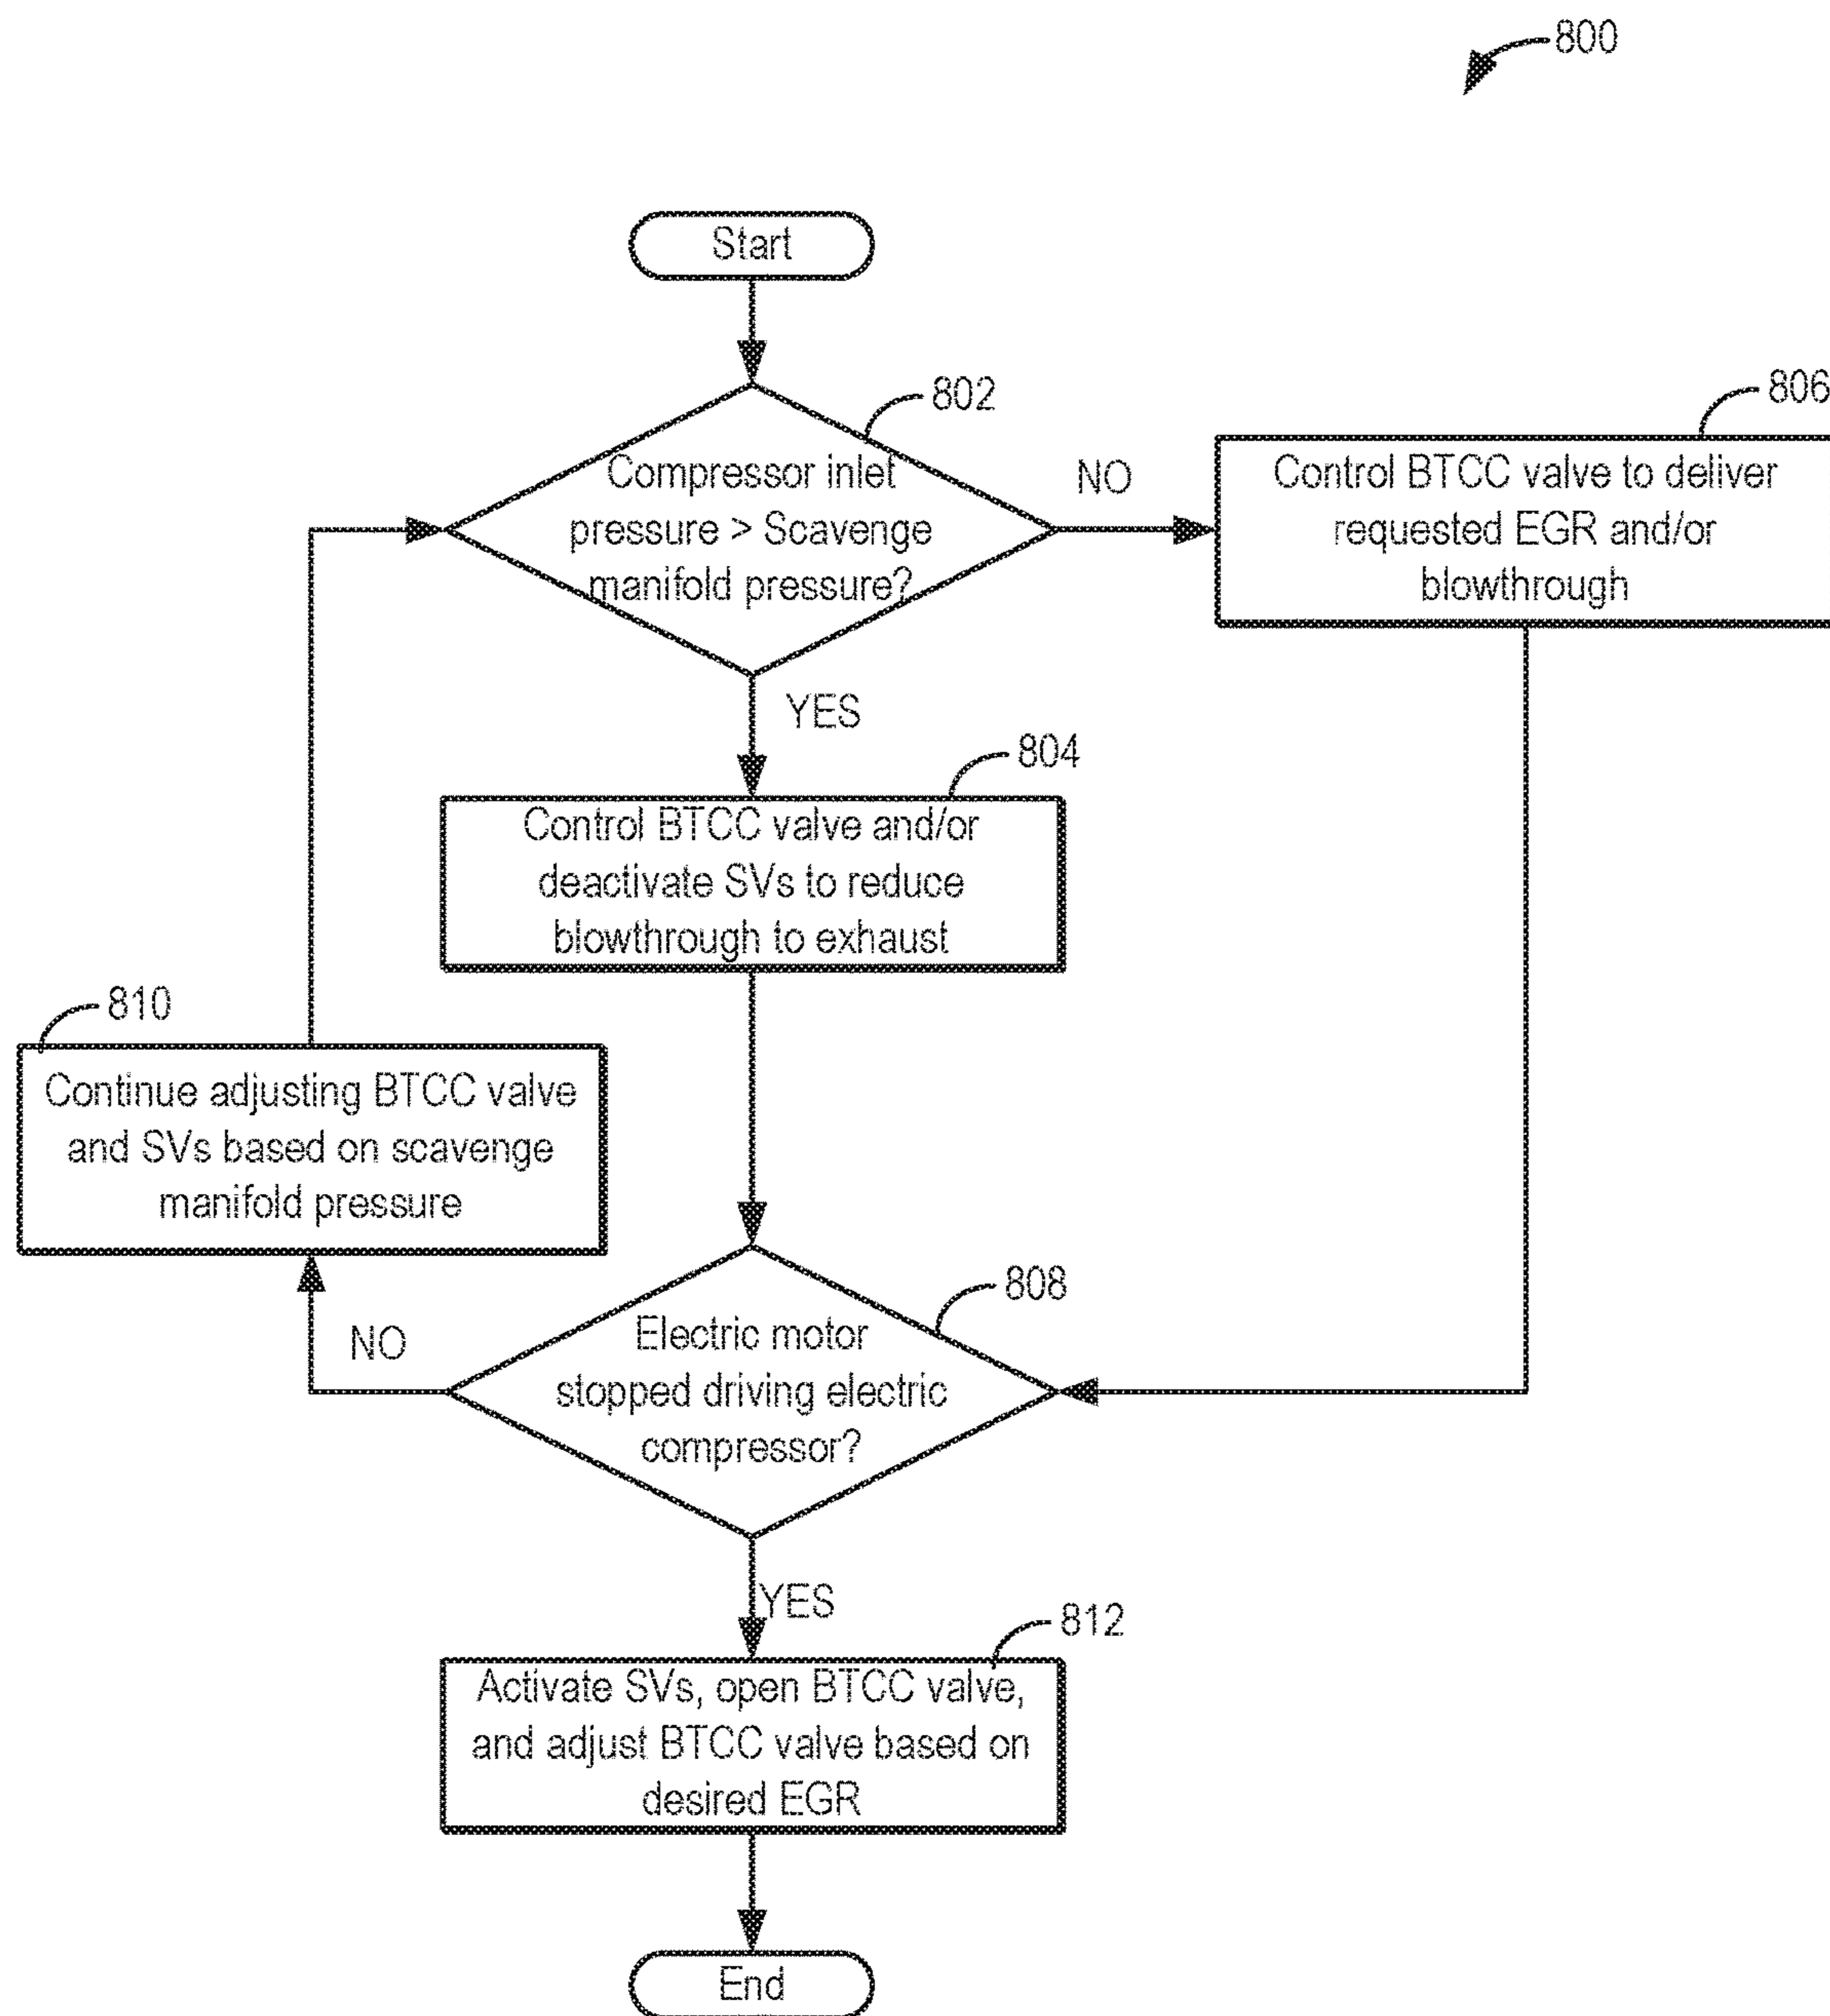 800
Start
802
Compressor inlet
pressure > Scavenge
manifold pressure?
NO
806
Control BTCC valve to deliver
requested EGR and/or
blowthrough
YES
804
Control BTCC valve and/or
deactivate SVs to reduce
blowthrough to exhaust
810
Continue adjusting BTCC valve
and SVs based on scavenge
manifold pressure
808
Electric motor
stopped driving electric
compressor?
NO
YES
812
Activate SVs, open BTCC valve,
and adjust BTCC valve based on
desired EGR
End